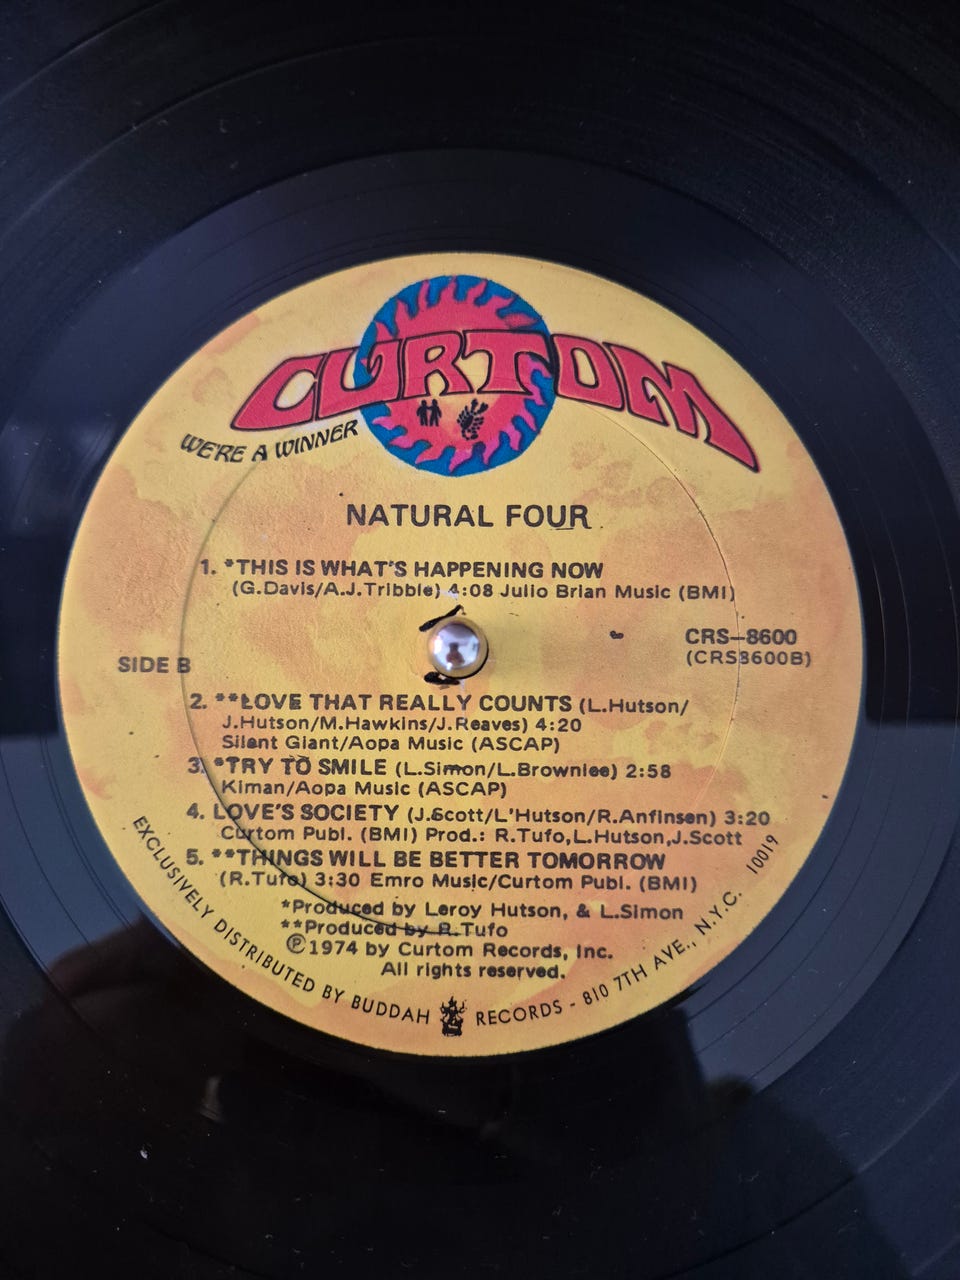 CURTOM
WE'RE A WINNER
NATURAL FOUR
1. *THIS IS WHAT'S HAPPENING NOW
(G.Davis/A.J.Tribble) 4:08 Julio Brian Music (BMI)
CRS-8600
(CRS8600B)
SIDE B
2. **LOVE THAT REALLY COUNTS (L.Hutson/
J.Hutson/M.Hawkins/J.Reaves) 4:20
Silent Giant/Aopa Music (ASCAP)
3. *TRY TO SMILE (L.Simon/L.Brownlee) 2:58
Kiman/Aopa Music (ASCAP)
4. LOVE'S SOCIETY (J.Scott/L'Hutson/R.Anfinsen) 3:20
Curtom Publ. (BMI) Prod.: R.Tufo,L.Hutson,J.Scott
5. **THINGS WILL BE BETTER TOMORROW
(R.Tufo) 3:30 Emro Music/Curtom Publ. (BMI)
*Produced by Leroy Hutson, & L.Simon
**Produced by R.Tufo
℗1974 by Curtom Records, Inc.
All rights reserved.
EXCLUSIVELY DISTRIBUTED BY BUDDAH RECORDS - 810 7TH AVE., N.Y.C. 10019